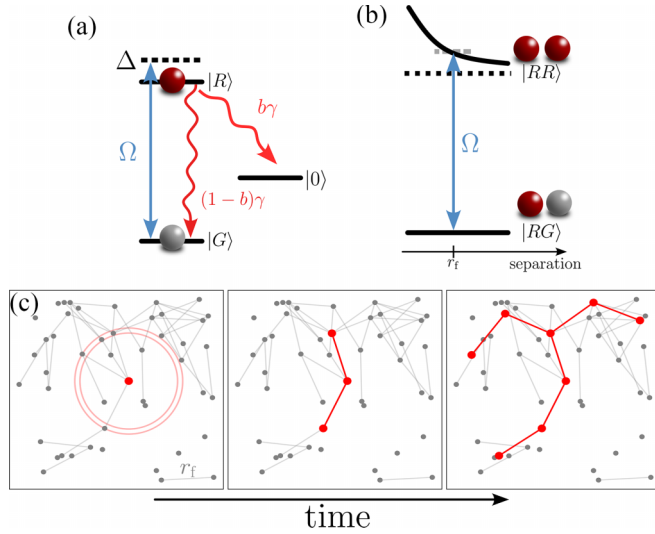 (a)
(b)
Δ
|R⟩
bγ
Ω
|0⟩
(1 − b)γ
|G⟩
|RR⟩
Ω
|RG⟩
r_f
separation
(c)
r_f
time